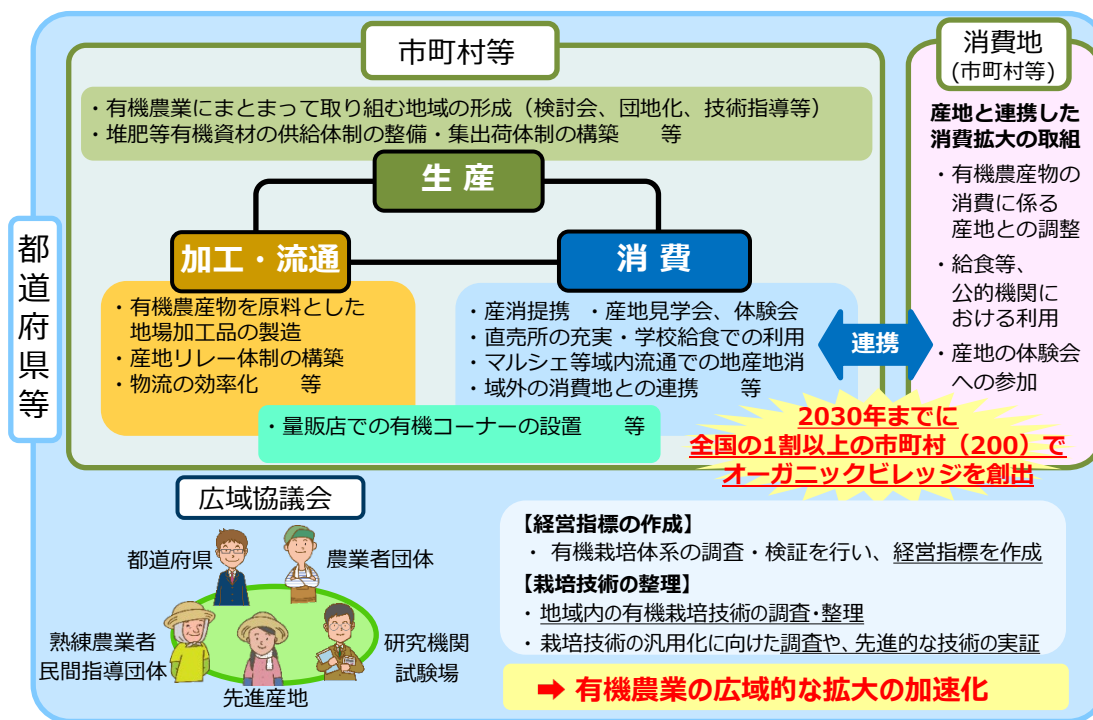 市町村等
・有機農業にまとまって取り組む地域の形成（検討会、団地化、技術指導等）
・堆肥等有機資材の供給体制の整備・集出荷体制の構築　　等
生 産
加工・流通
・有機農産物を原料とした
地場加工品の製造
・産地リレー体制の構築
・物流の効率化　　等
消 費
・産消提携　・産地見学会、体験会
・直売所の充実・学校給食での利用
・マルシェ等域内流通での地産地消
・域外の消費地との連携　　等
・量販店での有機コーナーの設置　　等
連携
消費地
(市町村等)
産地と連携した
消費拡大の取組
・有機農産物の
消費に係る
産地との調整
・給食等、
公的機関に
おける利用
・産地の体験会
への参加
2030年までに
全国の1割以上の市町村（200）で
オーガニックビレッジを創出
都道府県等
広域協議会
都道府県
農業者団体
熟練農業者
民間指導団体
先進産地
研究機関
試験場
【経営指標の作成】
・ 有機栽培体系の調査・検証を行い、経営指標を作成
【栽培技術の整理】
・地域内の有機栽培技術の調査・整理
・栽培技術の汎用化に向けた調査や、先進的な技術の実証
➡ 有機農業の広域的な拡大の加速化